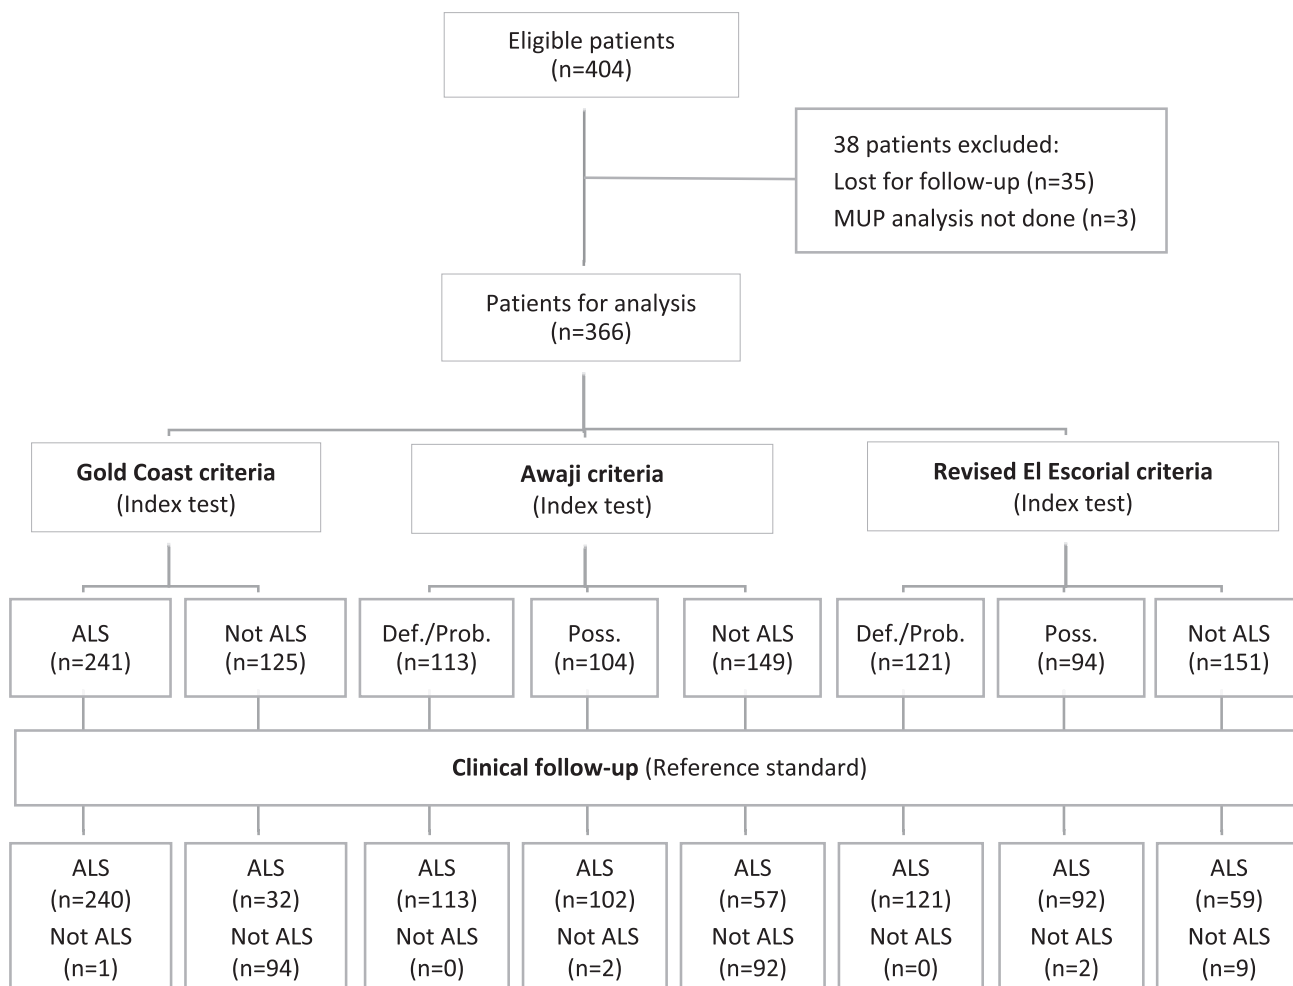 Eligible patients
(n=404)
38 patients excluded:
Lost for follow-up (n=35)
MUP analysis not done (n=3)
Patients for analysis
(n=366)
Gold Coast criteria
(Index test)
Awaji criteria
(Index test)
Revised El Escorial criteria
(Index test)
ALS
(n=241)
Not ALS
(n=125)
Def./Prob.
(n=113)
Poss.
(n=104)
Not ALS
(n=149)
Def./Prob.
(n=121)
Poss.
(n=94)
Not ALS
(n=151)
Clinical follow-up (Reference standard)
ALS
(n=240)
Not ALS
(n=1)
ALS
(n=32)
Not ALS
(n=94)
ALS
(n=113)
Not ALS
(n=0)
ALS
(n=102)
Not ALS
(n=2)
ALS
(n=57)
Not ALS
(n=92)
ALS
(n=121)
Not ALS
(n=0)
ALS
(n=92)
Not ALS
(n=2)
ALS
(n=59)
Not ALS
(n=9)